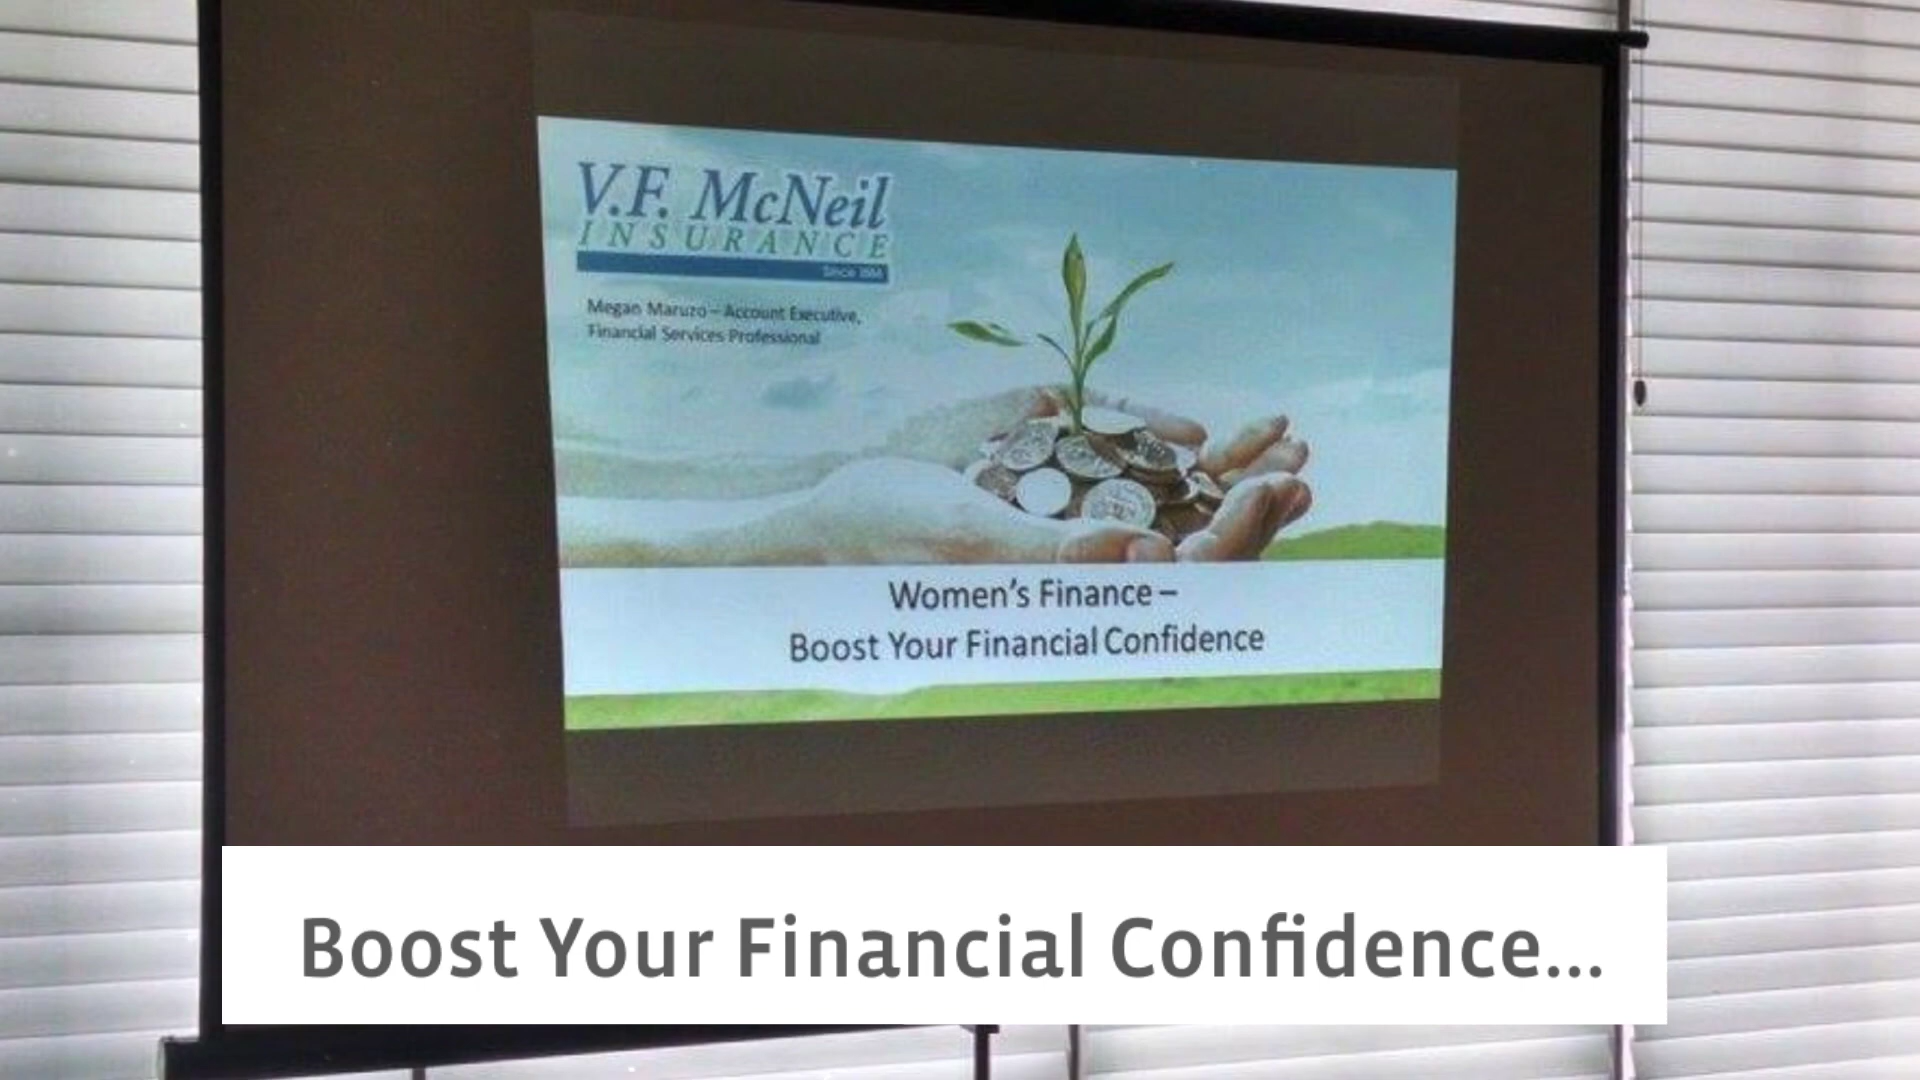 V.F. McNeil
INSURANCE
Since
Megan Maruzo – Account Executive,
Financial Services Professional
Women's Finance –
Boost Your Financial Confidence
Boost Your Financial Confidence...